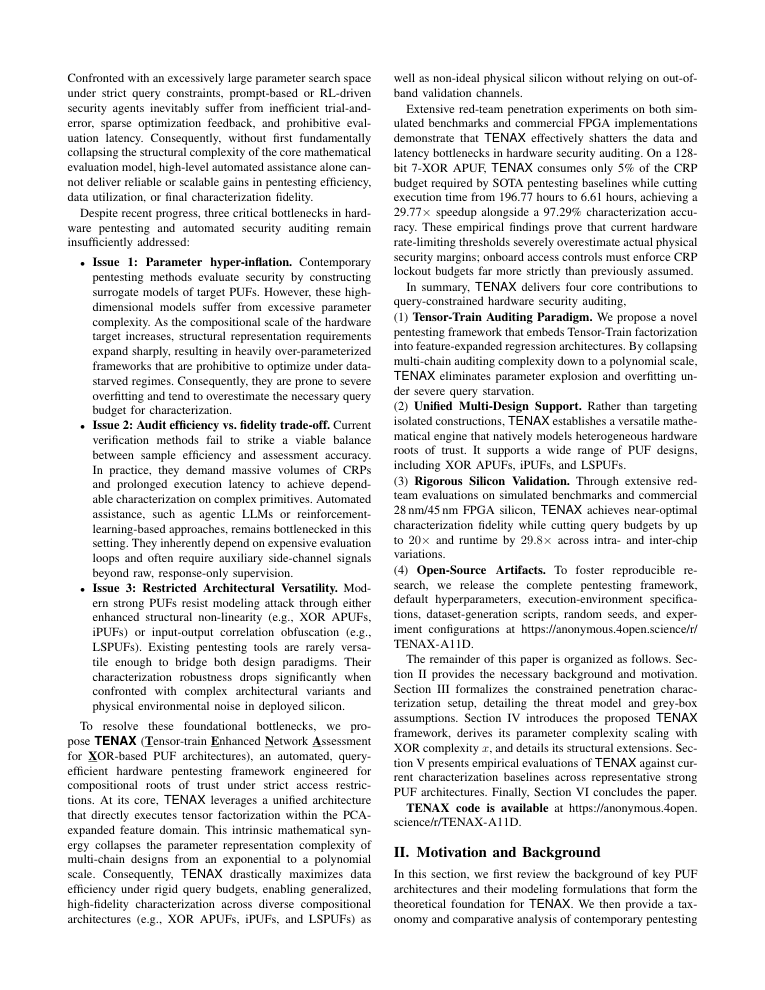 Confronted with an excessively large parameter search space
under strict query constraints, prompt-based or RL-driven
security agents inevitably suffer from inefficient trial-and-
error, sparse optimization feedback, and prohibitive eval-
uation latency. Consequently, without first fundamentally
collapsing the structural complexity of the core mathematical
evaluation model, high-level automated assistance alone can-
not deliver reliable or scalable gains in pentesting efficiency,
data utilization, or final characterization fidelity.
Despite recent progress, three critical bottlenecks in hard-
ware pentesting and automated security auditing remain
insufficiently addressed:
• Issue 1: Parameter hyper-inflation. Contemporary
pentesting methods evaluate security by constructing
surrogate models of target PUFs. However, these high-
dimensional models suffer from excessive parameter
complexity. As the compositional scale of the hardware
target increases, structural representation requirements
expand sharply, resulting in heavily over-parameterized
frameworks that are prohibitive to optimize under data-
starved regimes. Consequently, they are prone to severe
overfitting and tend to overestimate the necessary query
budget for characterization.
• Issue 2: Audit efficiency vs. fidelity trade-off. Current
verification methods fail to strike a viable balance
between sample efficiency and assessment accuracy.
In practice, they demand massive volumes of CRPs
and prolonged execution latency to achieve depend-
able characterization on complex primitives. Automated
assistance, such as agentic LLMs or reinforcement-
learning-based approaches, remains bottlenecked in this
setting. They inherently depend on expensive evaluation
loops and often require auxiliary side-channel signals
beyond raw, response-only supervision.
• Issue 3: Restricted Architectural Versatility. Mod-
ern strong PUFs resist modeling attack through either
enhanced structural non-linearity (e.g., XOR APUFs,
iPUFs) or input-output correlation obfuscation (e.g.,
LSPUFs). Existing pentesting tools are rarely versa-
tile enough to bridge both design paradigms. Their
characterization robustness drops significantly when
confronted with complex architectural variants and
physical environmental noise in deployed silicon.
To resolve these foundational bottlenecks, we pro-
pose TENAX (Tensor-train Enhanced Network Assessment
for XOR-based PUF architectures), an automated, query-
efficient hardware pentesting framework engineered for
compositional roots of trust under strict access restric-
tions. At its core, TENAX leverages a unified architecture
that directly executes tensor factorization within the PCA-
expanded feature domain. This intrinsic mathematical syn-
ergy collapses the parameter representation complexity of
multi-chain designs from an exponential to a polynomial
scale. Consequently, TENAX drastically maximizes data
efficiency under rigid query budgets, enabling generalized,
high-fidelity characterization across diverse compositional
architectures (e.g., XOR APUFs, iPUFs, and LSPUFs) as
well as non-ideal physical silicon without relying on out-of-
band validation channels.
Extensive red-team penetration experiments on both sim-
ulated benchmarks and commercial FPGA implementations
demonstrate that TENAX effectively shatters the data and
latency bottlenecks in hardware security auditing. On a 128-
bit 7-XOR APUF, TENAX consumes only 5% of the CRP
budget required by SOTA pentesting baselines while cutting
execution time from 196.77 hours to 6.61 hours, achieving a
29.77× speedup alongside a 97.29% characterization accu-
racy. These empirical findings prove that current hardware
rate-limiting thresholds severely overestimate actual physical
security margins; onboard access controls must enforce CRP
lockout budgets far more strictly than previously assumed.
In summary, TENAX delivers four core contributions to
query-constrained hardware security auditing,
(1) Tensor-Train Auditing Paradigm. We propose a novel
pentesting framework that embeds Tensor-Train factorization
into feature-expanded regression architectures. By collapsing
multi-chain auditing complexity down to a polynomial scale,
TENAX eliminates parameter explosion and overfitting un-
der severe query starvation.
(2) Unified Multi-Design Support. Rather than targeting
isolated constructions, TENAX establishes a versatile mathe-
matical engine that natively models heterogeneous hardware
roots of trust. It supports a wide range of PUF designs,
including XOR APUFs, iPUFs, and LSPUFs.
(3) Rigorous Silicon Validation. Through extensive red-
team evaluations on simulated benchmarks and commercial
28 nm/45 nm FPGA silicon, TENAX achieves near-optimal
characterization fidelity while cutting query budgets by up
to 20× and runtime by 29.8× across intra- and inter-chip
variations.
(4) Open-Source Artifacts. To foster reproducible re-
search, we release the complete pentesting framework,
default hyperparameters, execution-environment specifica-
tions, dataset-generation scripts, random seeds, and exper-
iment configurations at https://anonymous.4open.science/r/
TENAX-A11D.
The remainder of this paper is organized as follows. Sec-
tion II provides the necessary background and motivation.
Section III formalizes the constrained penetration charac-
terization setup, detailing the threat model and grey-box
assumptions. Section IV introduces the proposed TENAX
framework, derives its parameter complexity scaling with
XOR complexity x, and details its structural extensions. Sec-
tion V presents empirical evaluations of TENAX against cur-
rent characterization baselines across representative strong
PUF architectures. Finally, Section VI concludes the paper.
TENAX code is available at https://anonymous.4open.
science/r/TENAX-A11D.
II. Motivation and Background
In this section, we first review the background of key PUF
architectures and their modeling formulations that form the
theoretical foundation for TENAX. We then provide a tax-
onomy and comparative analysis of contemporary pentesting